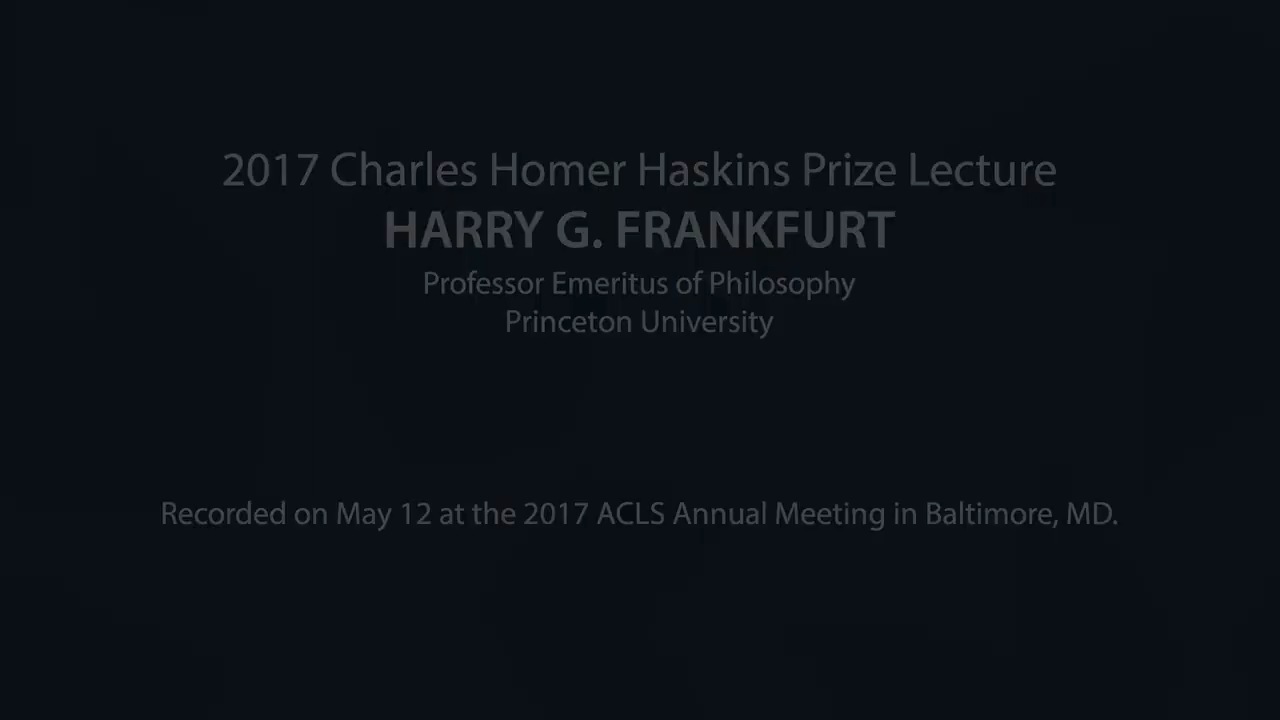 2017 Charles Homer Haskins Prize Lecture
HARRY G. FRANKFURT
Professor Emeritus of Philosophy
Princeton University
Recorded on May 12 at the 2017 ACLS Annual Meeting in Baltimore, MD.